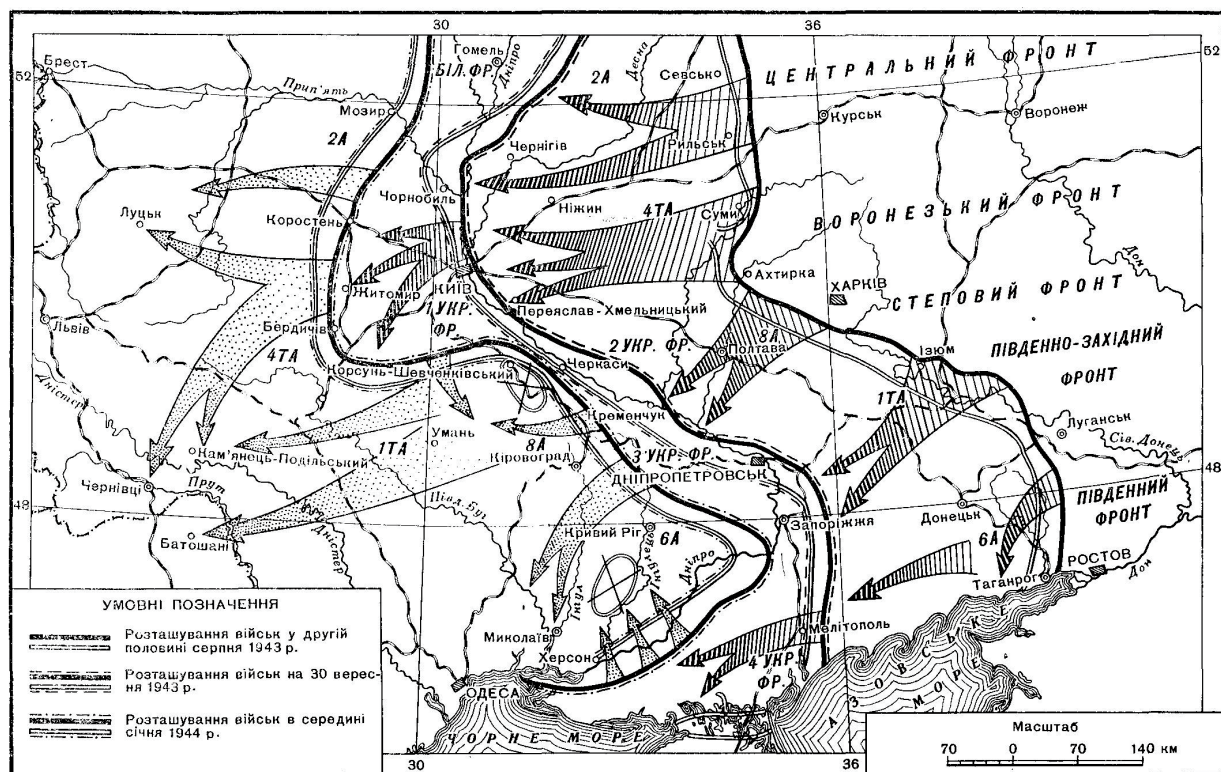 30
36
52
52
Брест
Гомель
БІЛ. ФР.
Дніпро
Десна
2А
Севсько
ЦЕНТРАЛЬНИЙ ФРОНТ
Прип'ять
Мозир
2А
Курськ
Воронеж
Чернігів
Рильськ
Чорнобиль
Ніжин
4ТА
Суми
ВОРОНЕЗЬКИЙ ФРОНТ
Луцьк
Коростень
Дон
Ахтирка
ХАРКІВ
КИЇВ
Житомир
Переяслав-Хмельницький
СТЕПОВИЙ ФРОНТ
1 УКР.
ФР.
Львів
Бердичів
4ТА
2 УКР. ФР.
8А
Полтава
Ізюм
ПІВДЕННО-ЗАХІДНИЙ
ФРОНТ
Корсунь-Шевченківський
Черкаси
Дністер
Кременчук
1ТА
Луганськ
Сів. Донець
Умань
8А
Кіровоград
3 УКР. ФР.
ДНІПРОПЕТРОВСЬК
1ТА
Кам'янець-Подільський
Чернівці
Прут
Півд. Буг
48
48
Запоріжжя
Донецьк
ПІВДЕННИЙ
ФРОНТ
Батошані
Дністер
Кривий Ріг
6А
Інгулець
Дніпро
6А
РОСТОВ
Таганрог
Дон
Інгул
Миколаїв
Мелітополь
Херсон
4 УКР.
ФР.
ОДЕСА
АЗОВСЬКЕ
МОРЕ
ЧОРНЕ МОРЕ
УМОВНІ ПОЗНАЧЕННЯ
Розташування військ у другій
половині серпня 1943 р.
Розташування військ на 30 верес-
ня 1943 р.
Розташування військ в середині
січня 1944 р.
Масштаб
70 0 70 140 км
30
36